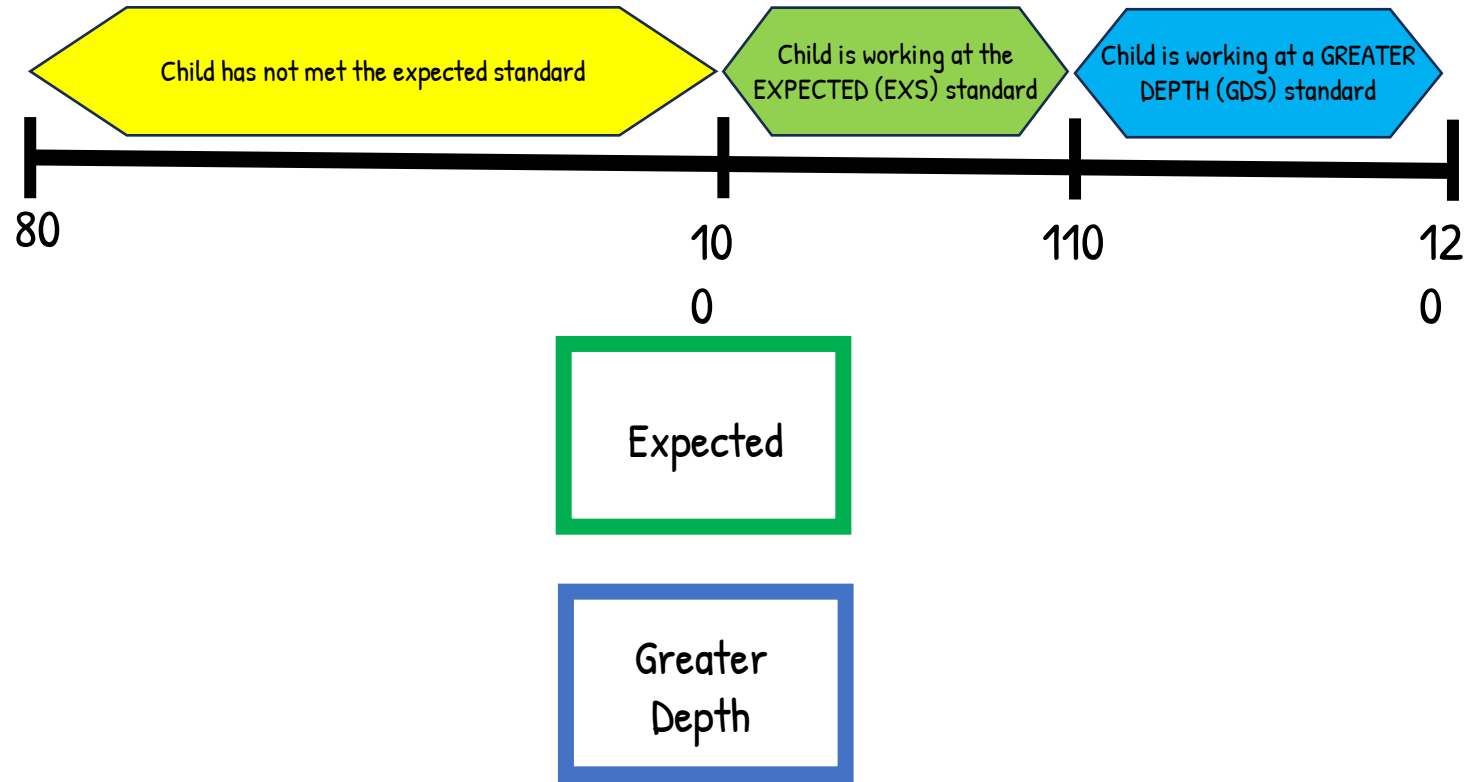 Child has not met the expected standard
Child is working at the
EXPECTED (EXS) standard
Child is working at a GREATER
DEPTH (GDS) standard
80
10
0
110
12
0
Expected
Greater
Depth